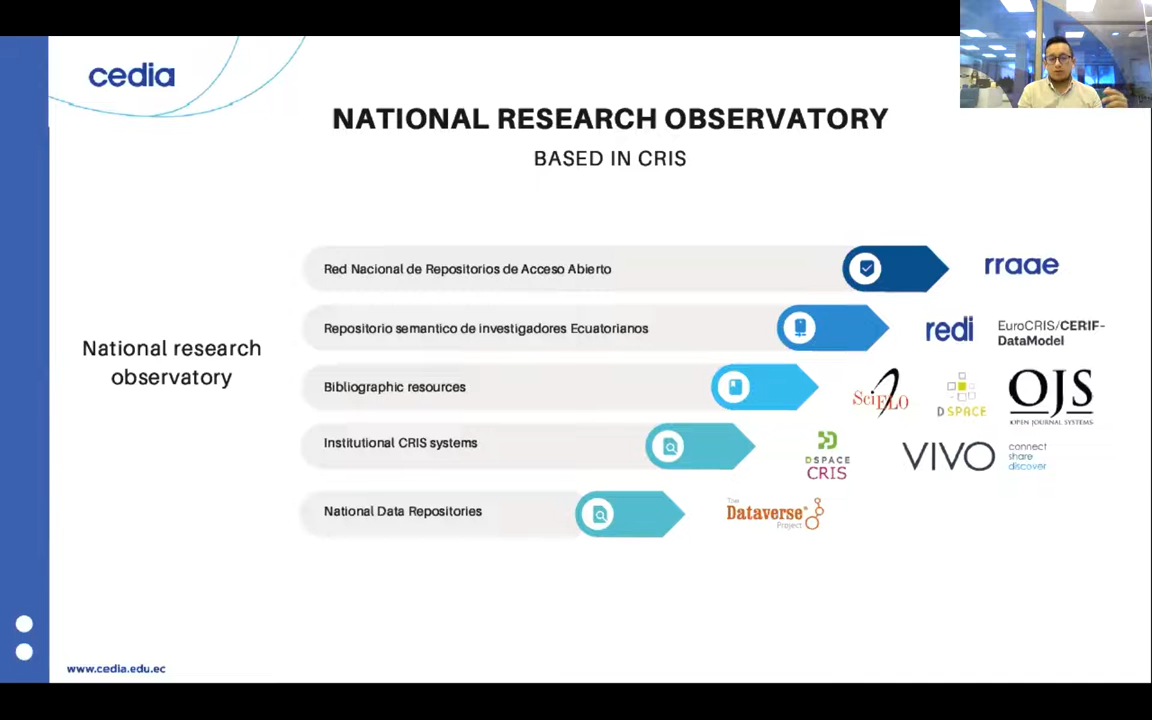 cedia
NATIONAL RESEARCH OBSERVATORY
BASED IN CRIS
National research
observatory
Red Nacional de Repositorios de Acceso Abierto
rraae
Repositorio semantico de investigadores Ecuatorianos
redi
EuroCRIS/CERIF-
DataModel
Bibliographic resources
SciELO
DSPACE
OJS
OPEN JOURNAL SYSTEMS
Institutional CRIS systems
DSPACE
CRIS
VIVO
connect
share
discover
National Data Repositories
The
Dataverse
Project
www.cedia.edu.ec